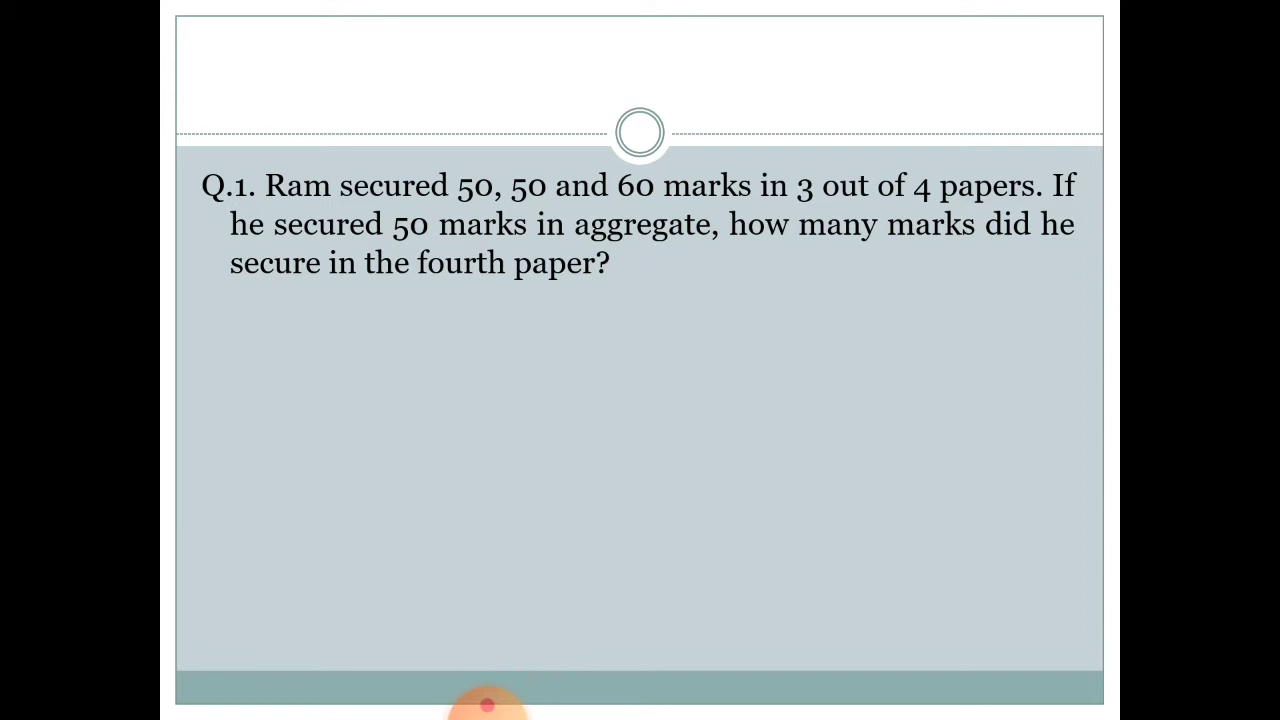 Q.1. Ram secured 50, 50 and 60 marks in 3 out of 4 papers. If
he secured 50 marks in aggregate, how many marks did he
secure in the fourth paper?